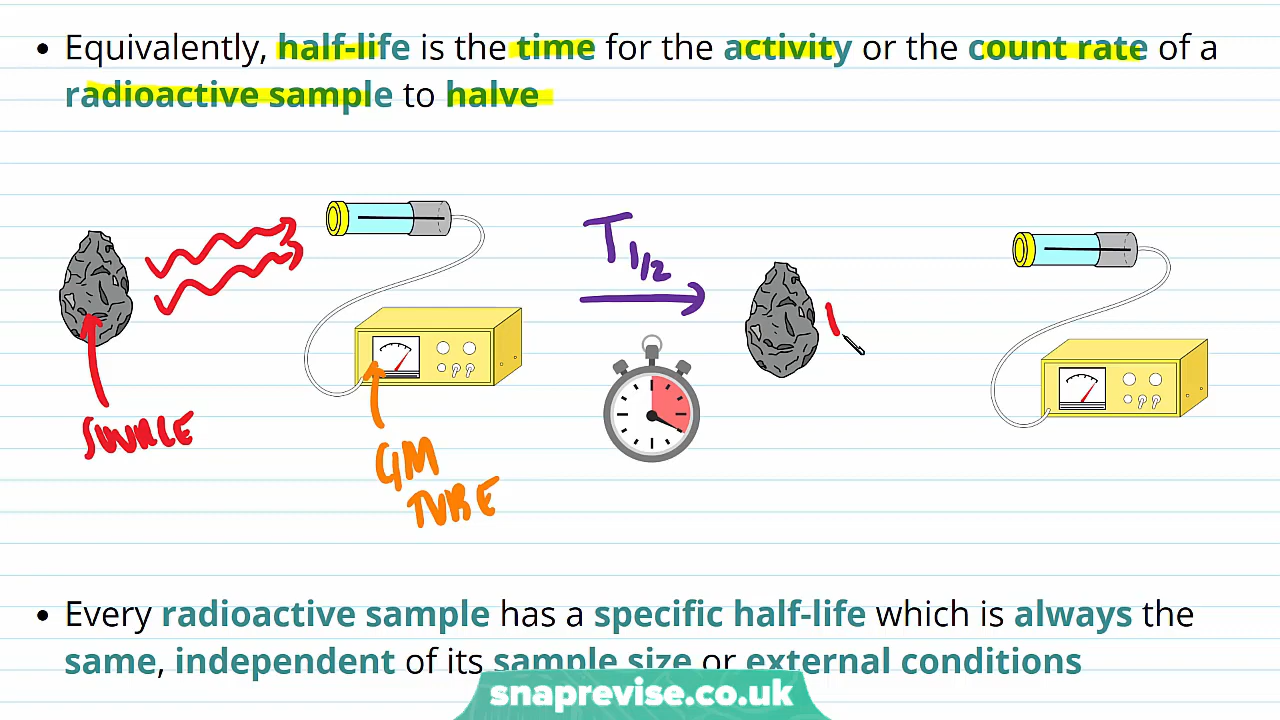 • Equivalently, half-life is the time for the activity or the count rate of a
radioactive sample to halve
T1/2
SOURCE
GM
TUBE
• Every radioactive sample has a specific half-life which is always the
same, independent of its sample size or external conditions
snaprevise.co.uk